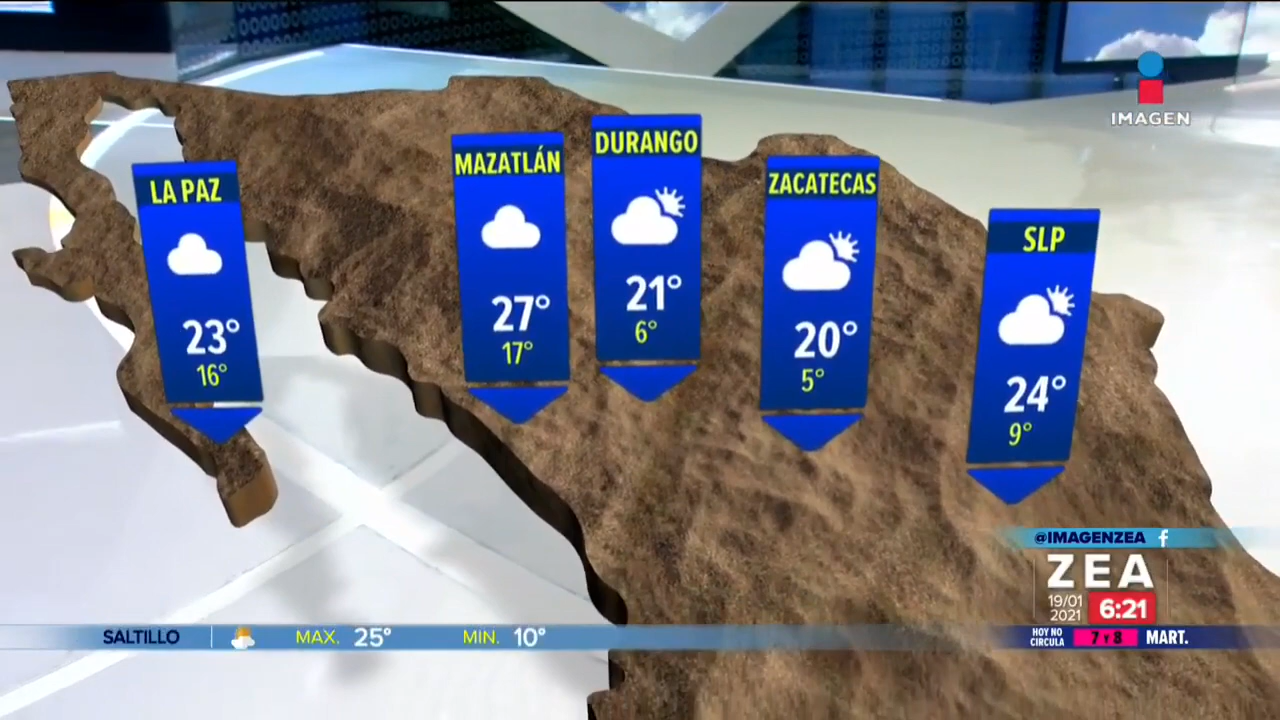 LA PAZ
23°
16°
MAZATLÁN
27°
17°
DURANGO
21°
6°
ZACATECAS
20°
5°
SLP
24°
9°
IMAGEN
@IMAGENZEA f
ZEA
19/01
2021
6:21
HOY NO
CIRCULA
7 Y 8 MART.
SALTILLO MAX. 25° MIN. 10°